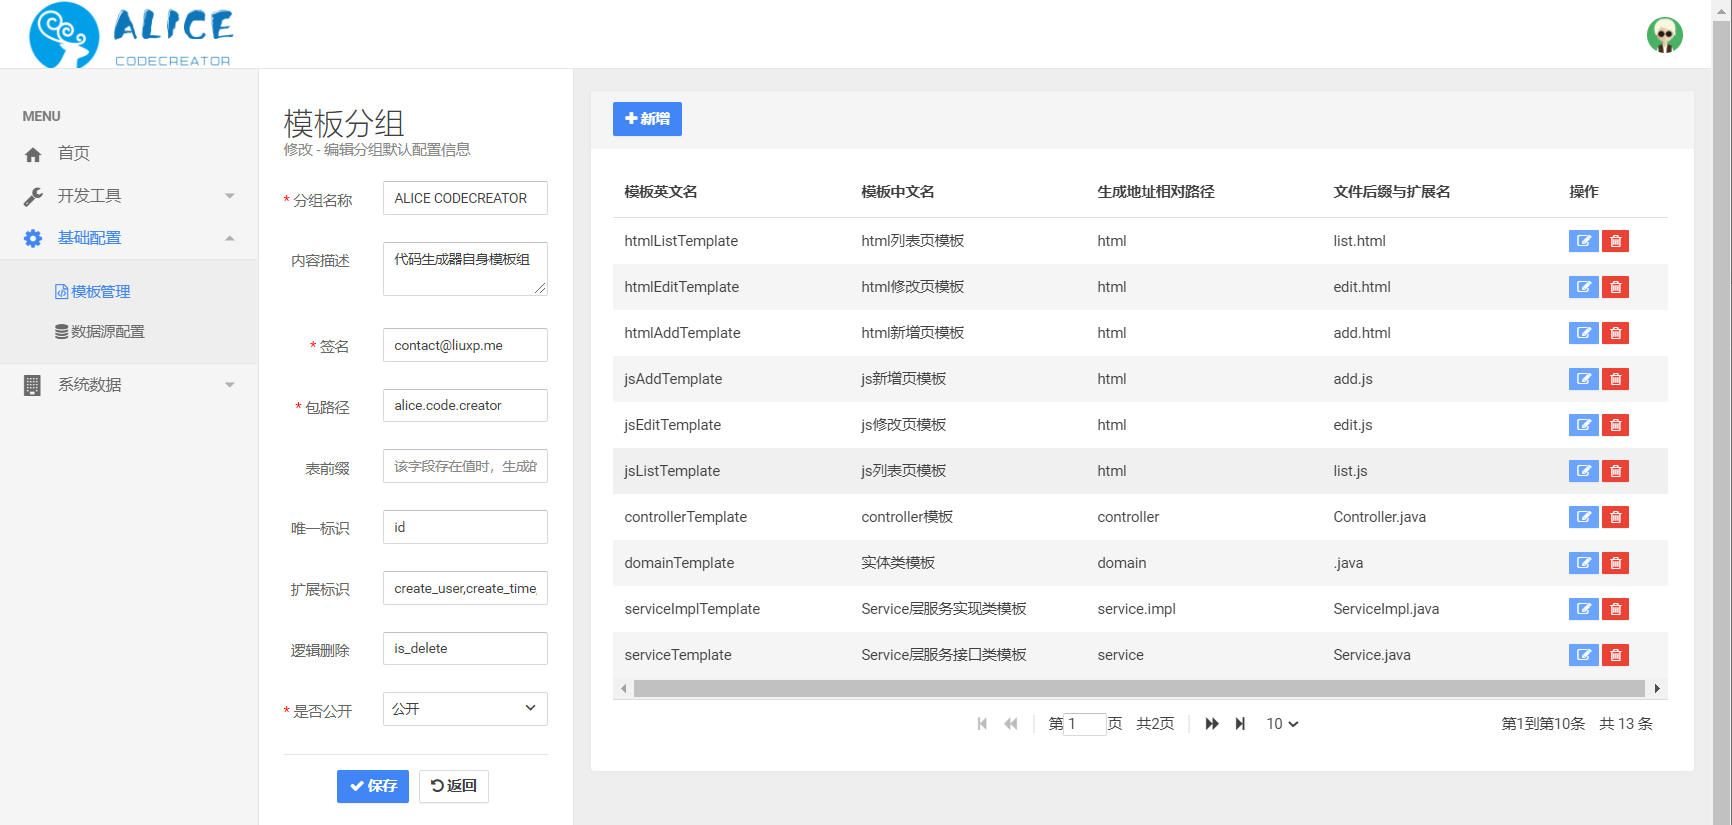 ALICE
CODECREATOR
MENU
首页
开发工具
基础配置
模板管理
数据源配置
系统数据
模板分组
修改 - 编辑分组默认配置信息
* 分组名称 ALICE CODECREATOR
内容描述 代码生成器自身模板组
* 签名 contact@liuxp.me
* 包路径 alice.code.creator
表前缀 该字段存在值时，生成的
唯一标识 id
扩展标识 create_user,create_time,
逻辑删除 is_delete
* 是否公开 公开
保存 返回
新增
模板英文名 模板中文名 生成地址相对路径 文件后缀与扩展名 操作
htmlListTemplate html列表页模板 html list.html
htmlEditTemplate html修改页模板 html edit.html
htmlAddTemplate html新增页模板 html add.html
jsAddTemplate js新增页模板 html add.js
jsEditTemplate js修改页模板 html edit.js
jsListTemplate js列表页模板 html list.js
controllerTemplate controller模板 controller Controller.java
domainTemplate 实体类模板 domain .java
serviceImplTemplate Service层服务实现类模板 service.impl ServiceImpl.java
serviceTemplate Service层服务接口类模板 service Service.java
第 1 页 共2页 10 第1到第10条 共 13 条